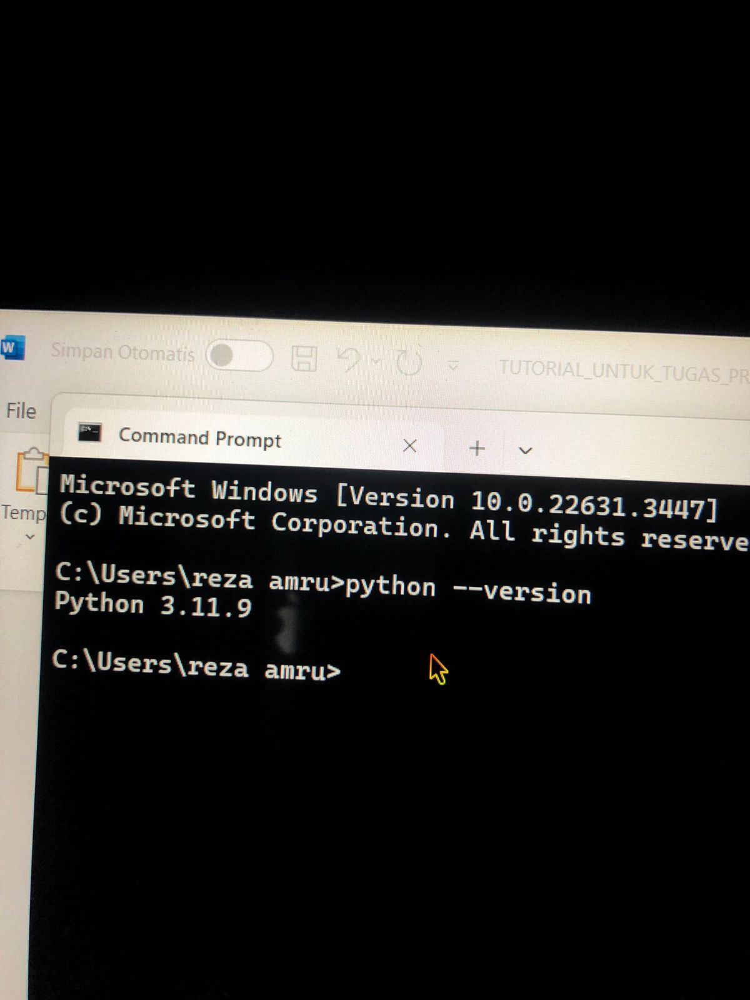 W Simpan Otomatis TUTORIAL_UNTUK_TUGAS_PR
File
Command Prompt
Temp
Microsoft Windows [Version 10.0.22631.3447]
(c) Microsoft Corporation. All rights reserve
C:\Users\reza amru>python --version
Python 3.11.9
C:\Users\reza amru>